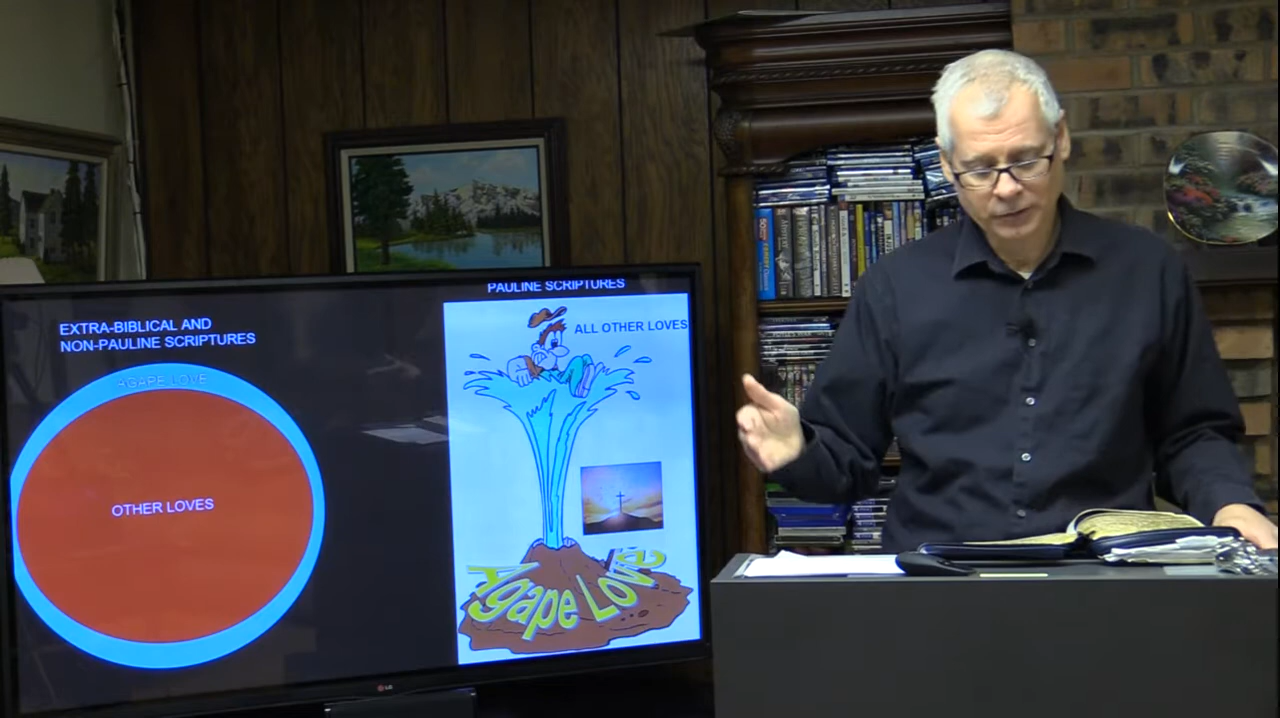 EXTRA-BIBLICAL AND
NON-PAULINE SCRIPTURES
AGAPE LOVE
OTHER LOVES
PAULINE SCRIPTURES
ALL OTHER LOVES
Agape Love
LG